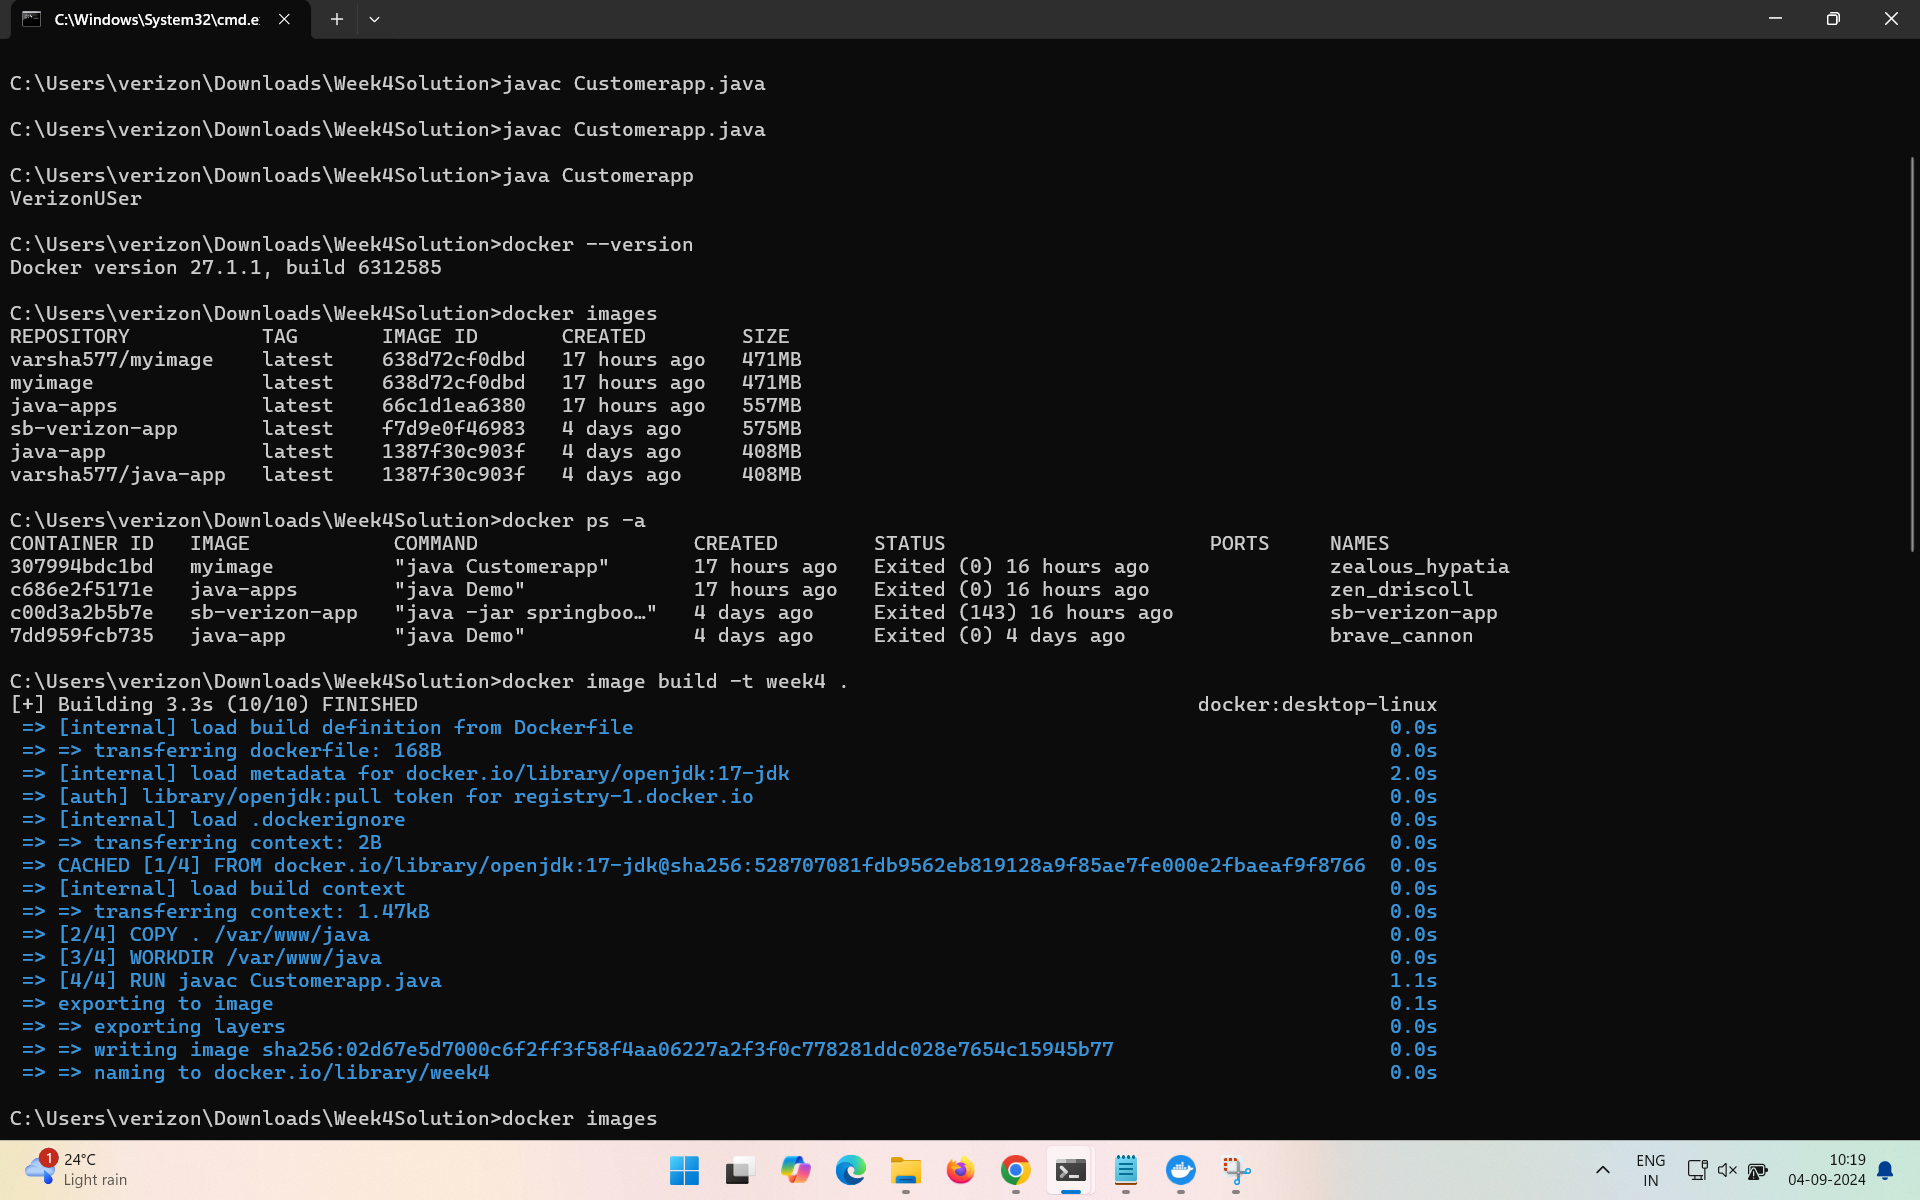 C:\Windows\System32\cmd.e
C:\Users\verizon\Downloads\Week4Solution>javac Customerapp.java
C:\Users\verizon\Downloads\Week4Solution>javac Customerapp.java
C:\Users\verizon\Downloads\Week4Solution>java Customerapp
VerizonUSer
C:\Users\verizon\Downloads\Week4Solution>docker --version
Docker version 27.1.1, build 6312585
C:\Users\verizon\Downloads\Week4Solution>docker images
REPOSITORY TAG IMAGE ID CREATED SIZE
varsha577/myimage latest 638d72cf0dbd 17 hours ago 471MB
myimage latest 638d72cf0dbd 17 hours ago 471MB
java-apps latest 66c1d1ea6380 17 hours ago 557MB
sb-verizon-app latest f7d9e0f46983 4 days ago 575MB
java-app latest 1387f30c903f 4 days ago 408MB
varsha577/java-app latest 1387f30c903f 4 days ago 408MB
C:\Users\verizon\Downloads\Week4Solution>docker ps -a
CONTAINER ID IMAGE COMMAND CREATED STATUS PORTS NAMES
307994bdc1bd myimage "java Customerapp" 17 hours ago Exited (0) 16 hours ago zealous_hypatia
c686e2f5171e java-apps "java Demo" 17 hours ago Exited (0) 16 hours ago zen_driscoll
c00d3a2b5b7e sb-verizon-app "java -jar springboo…" 4 days ago Exited (143) 16 hours ago sb-verizon-app
7dd959fcb735 java-app "java Demo" 4 days ago Exited (0) 4 days ago brave_cannon
C:\Users\verizon\Downloads\Week4Solution>docker image build -t week4 .
[+] Building 3.3s (10/10) FINISHED docker:desktop-linux
=> [internal] load build definition from Dockerfile 0.0s
=> => transferring dockerfile: 168B 0.0s
=> [internal] load metadata for docker.io/library/openjdk:17-jdk 2.0s
=> [auth] library/openjdk:pull token for registry-1.docker.io 0.0s
=> [internal] load .dockerignore 0.0s
=> => transferring context: 2B 0.0s
=> CACHED [1/4] FROM docker.io/library/openjdk:17-jdk@sha256:528707081fdb9562eb819128a9f85ae7fe000e2fbaeaf9f8766 0.0s
=> [internal] load build context 0.0s
=> => transferring context: 1.47kB 0.0s
=> [2/4] COPY . /var/www/java 0.0s
=> [3/4] WORKDIR /var/www/java 0.0s
=> [4/4] RUN javac Customerapp.java 1.1s
=> exporting to image 0.1s
=> => exporting layers 0.0s
=> => writing image sha256:02d67e5d7000c6f2ff3f58f4aa06227a2f3f0c778281ddc028e7654c15945b77 0.0s
=> => naming to docker.io/library/week4 0.0s
C:\Users\verizon\Downloads\Week4Solution>docker images
1
24°C
Light rain
ENG
IN
10:19
04-09-2024